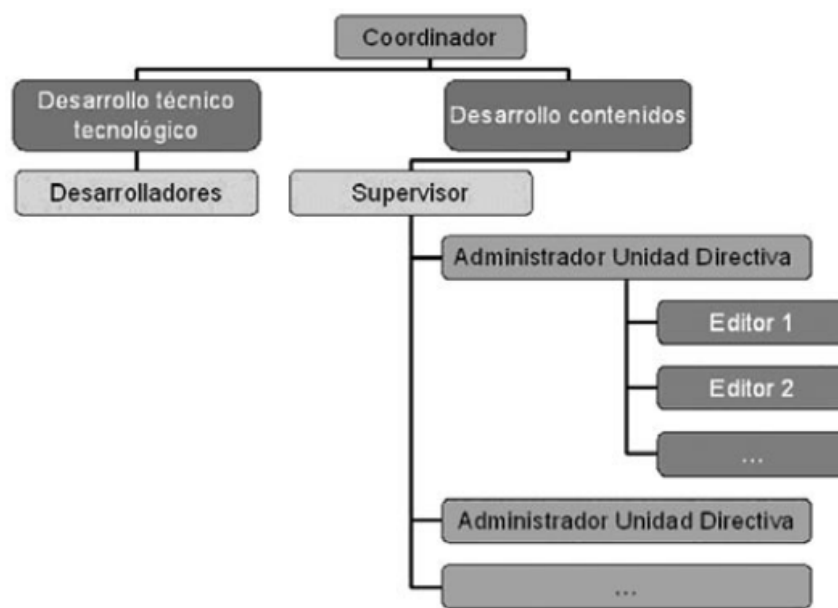 Coordinador
Desarrollo técnico
tecnológico
Desarrollo contenidos
Desarrolladores
Supervisor
Administrador Unidad Directiva
Editor 1
Editor 2
...
Administrador Unidad Directiva
...